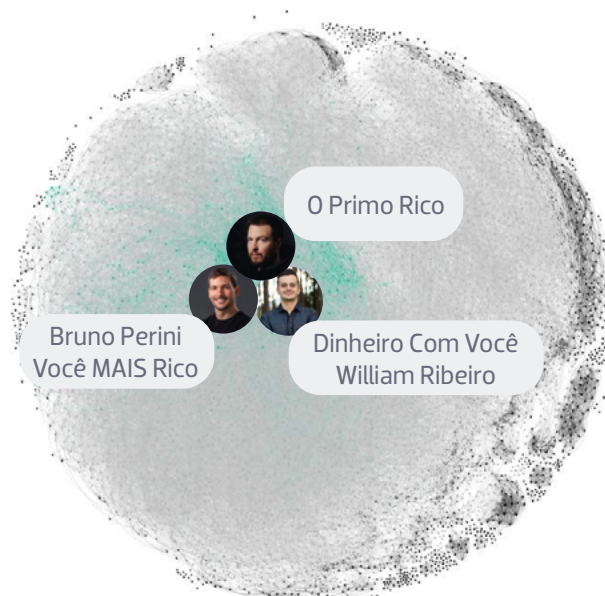 O Primo Rico
Bruno Perini
Você MAIS Rico
Dinheiro Com Você
William Ribeiro